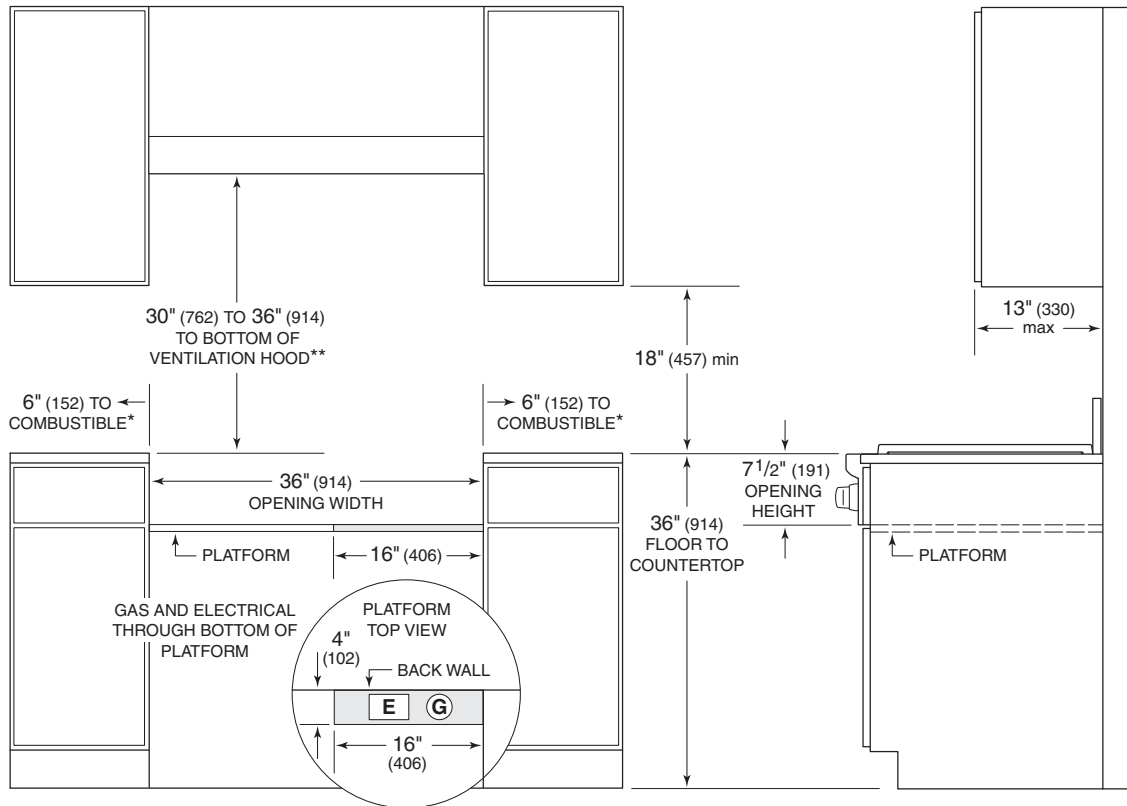 30" (762) TO 36" (914)
TO BOTTOM OF
VENTILATION HOOD**
13" (330)
max
18" (457) min
6" (152) TO
COMBUSTIBLE*
6" (152) TO
COMBUSTIBLE*
36" (914)
OPENING WIDTH
7 1/2" (191)
OPENING
HEIGHT
36" (914)
FLOOR TO
COUNTERTOP
PLATFORM
16" (406)
PLATFORM
GAS AND ELECTRICAL
THROUGH BOTTOM OF
PLATFORM
PLATFORM
TOP VIEW
4"
(102)
BACK WALL
E
G
16"
(406)